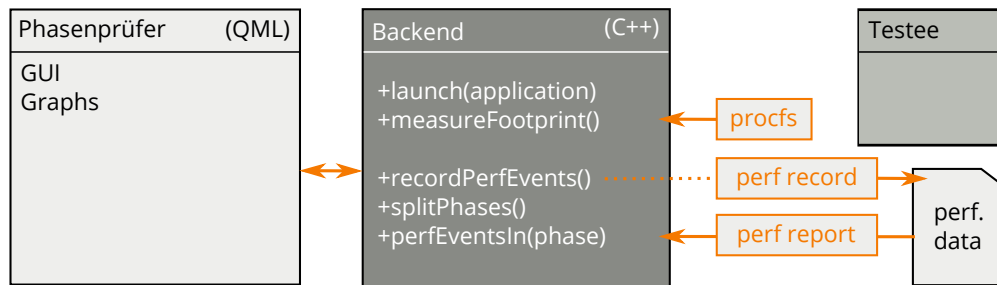 Phasenprüfer (QML)
GUI
Graphs
Backend (C++)
+launch(application)
+measureFootprint()
+recordPerfEvents()
+splitPhases()
+perfEventsIn(phase)
procfs
perf record
perf report
Testee
perf.
data